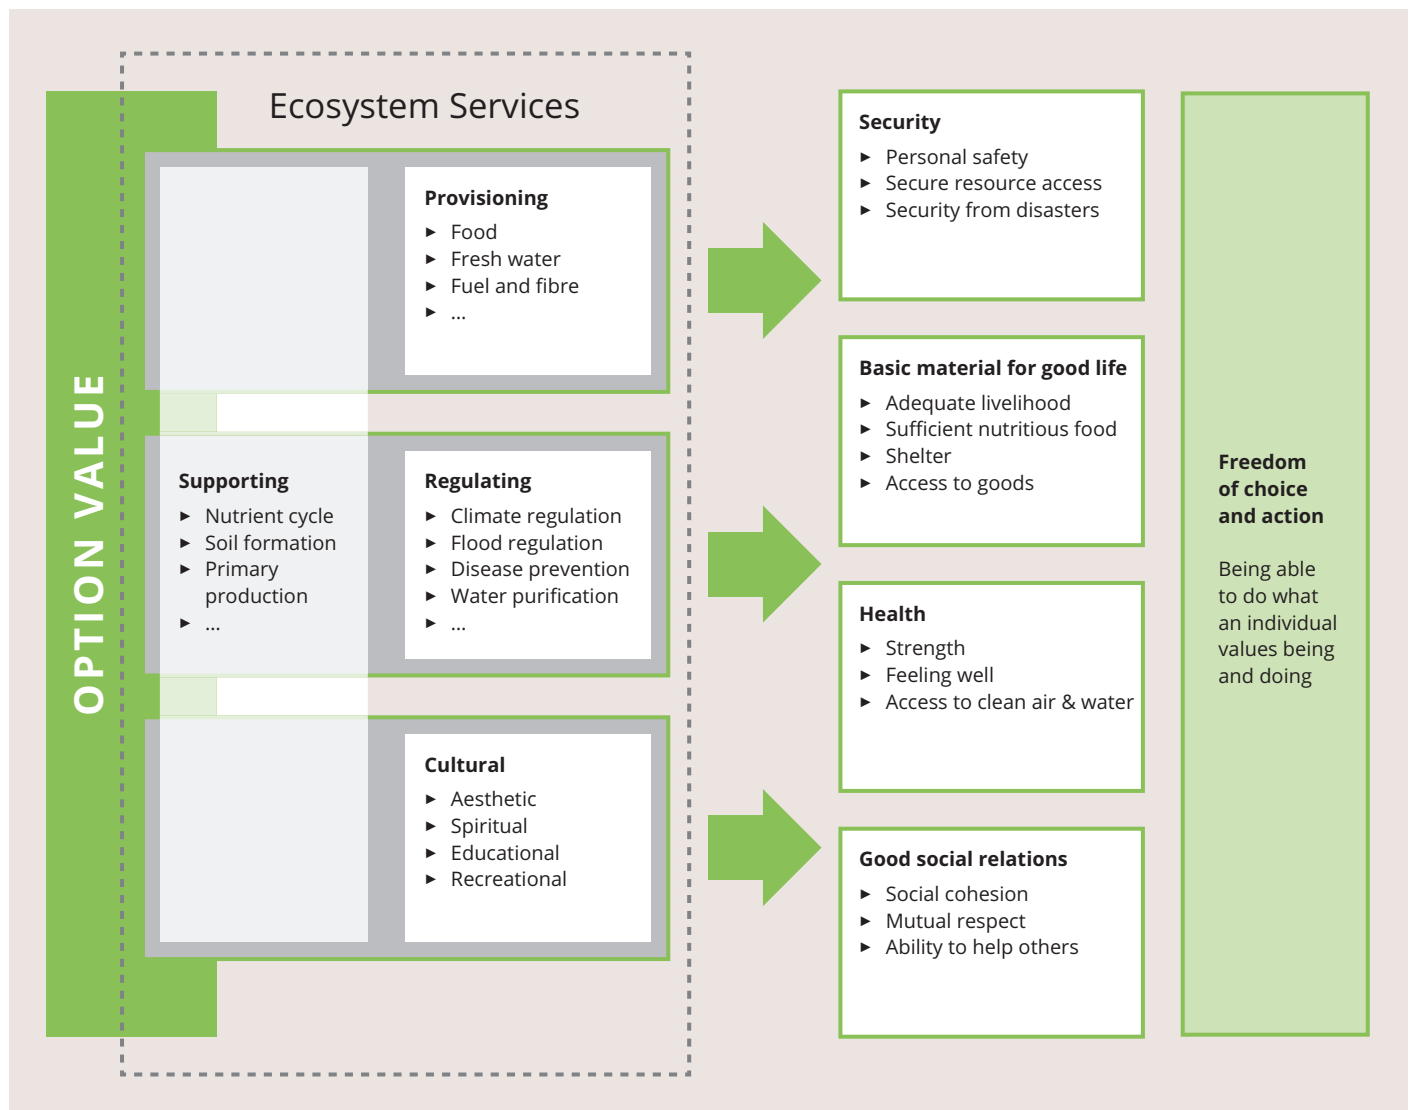 OPTION VALUE
Ecosystem Services
Provisioning
► Food
► Fresh water
► Fuel and fibre
► ...
Supporting
► Nutrient cycle
► Soil formation
► Primary
production
► ...
Regulating
► Climate regulation
► Flood regulation
► Disease prevention
► Water purification
► ...
Cultural
► Aesthetic
► Spiritual
► Educational
► Recreational
Security
► Personal safety
► Secure resource access
► Security from disasters
Basic material for good life
► Adequate livelihood
► Sufficient nutritious food
► Shelter
► Access to goods
Health
► Strength
► Feeling well
► Access to clean air & water
Good social relations
► Social cohesion
► Mutual respect
► Ability to help others
Freedom
of choice
and action
Being able
to do what
an individual
values being
and doing